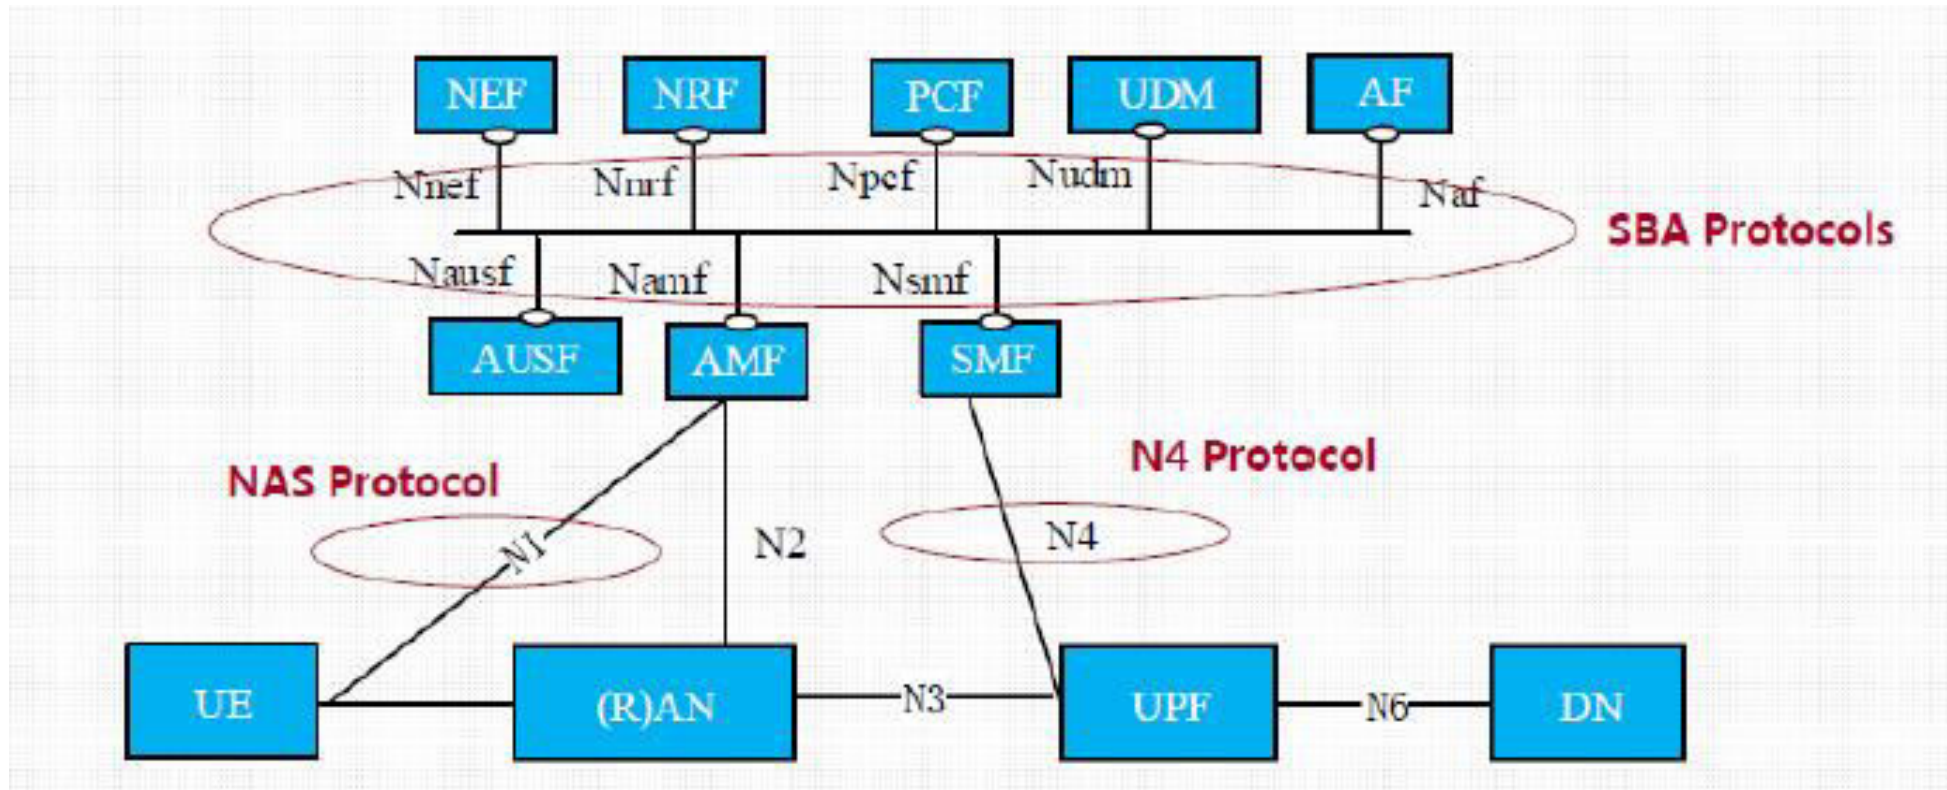 NEF NRF PCF UDM AF
Nnef Nnrf Npcf Nudm Naf
SBA Protocols
Nausf Namf Nsmf
AUSF AMF SMF
NAS Protocol N4 Protocol
N1 N2 N4
UE (R)AN N3 UPF N6 DN